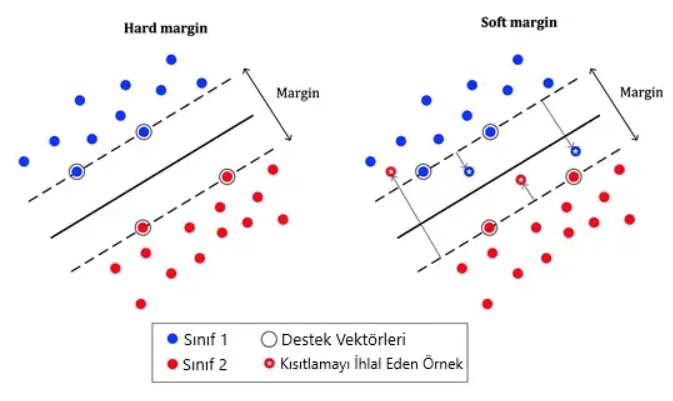 Hard margin
Soft margin
Margin
Margin
Sınıf 1
Destek Vektörleri
Sınıf 2
Kısıtlamayı İhlal Eden Örnek